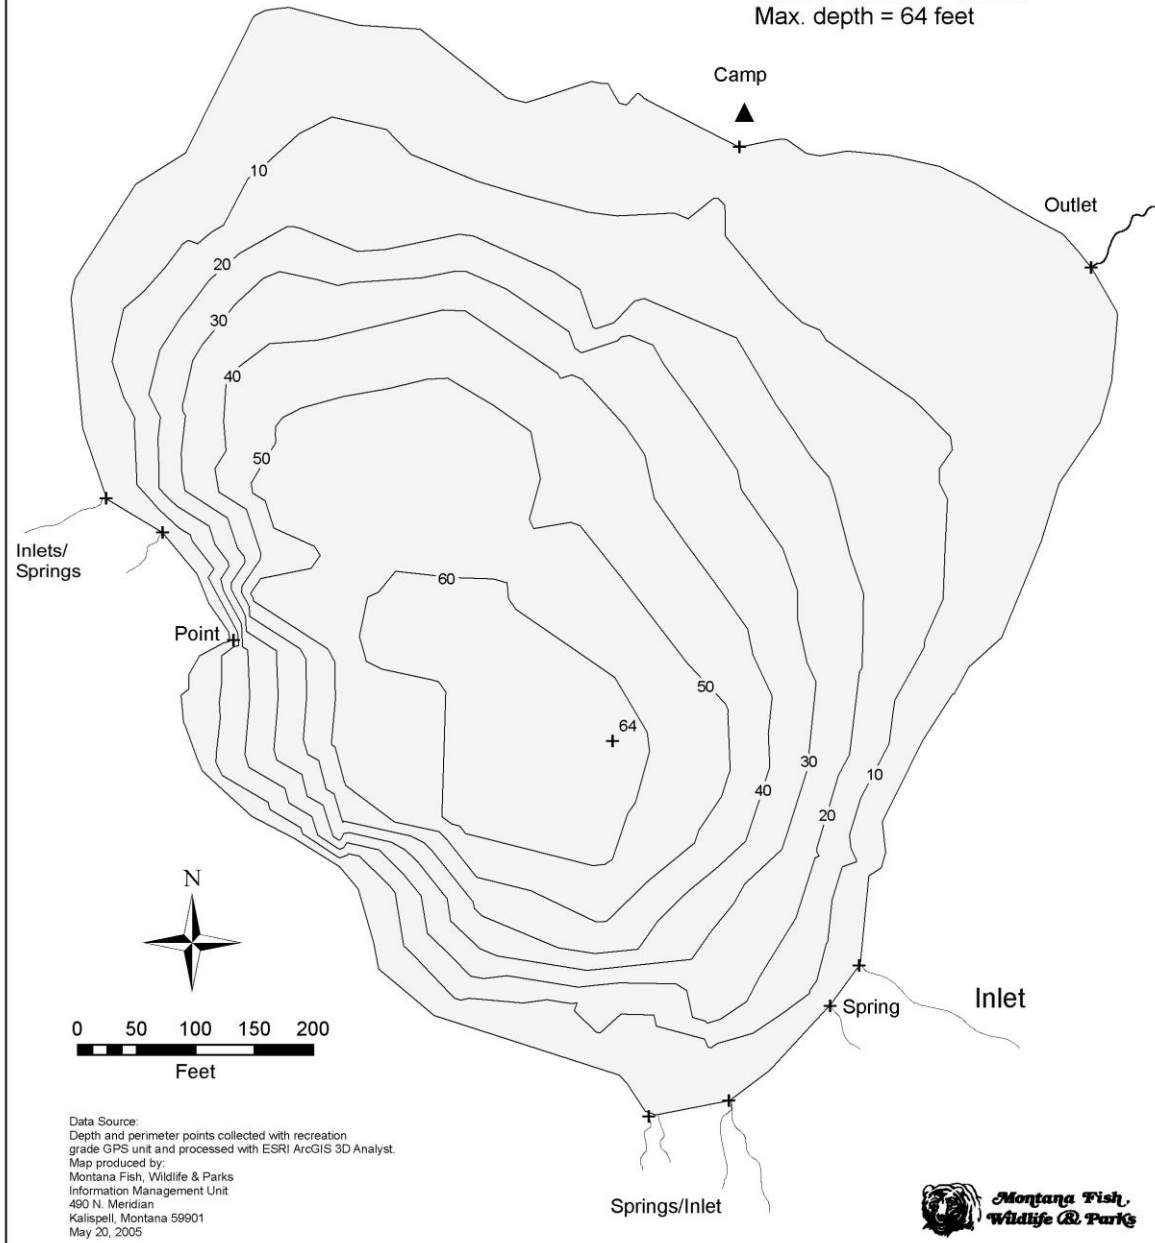 Max. depth = 64 feet
Camp
Outlet
10
20
30
40
50
60
Inlets/
Springs
Point
50
64
30
10
40
20
N
Spring
Inlet
0 50 100 150 200
Feet
Data Source:
Depth and perimeter points collected with recreation
grade GPS unit and processed with ESRI ArcGIS 3D Analyst.
Map produced by:
Montana Fish, Wildlife & Parks
Information Management Unit
490 N. Meridian
Kalispell, Montana 59901
May 20, 2005
Springs/Inlet
Montana Fish,
Wildlife & Parks